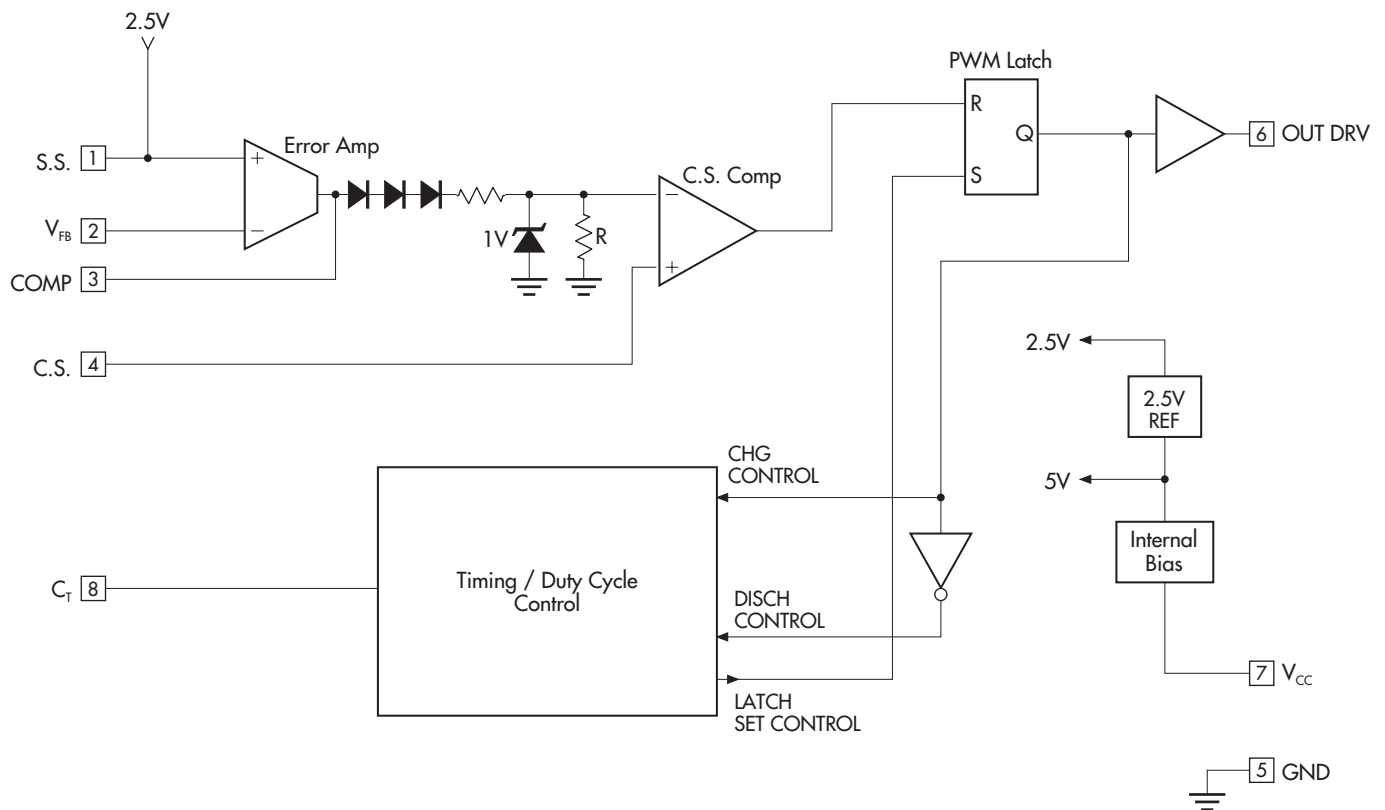 2.5V
PWM Latch
R
Q
S
6 OUT DRV
Error Amp
S.S. 1
+
V_FB 2
−
COMP 3
C.S. Comp
−
1V
R
+
C.S. 4
2.5V
2.5V
REF
5V
Internal
Bias
CHG
CONTROL
C_T 8
Timing / Duty Cycle
Control
DISCH
CONTROL
LATCH
SET CONTROL
7 V_CC
5 GND